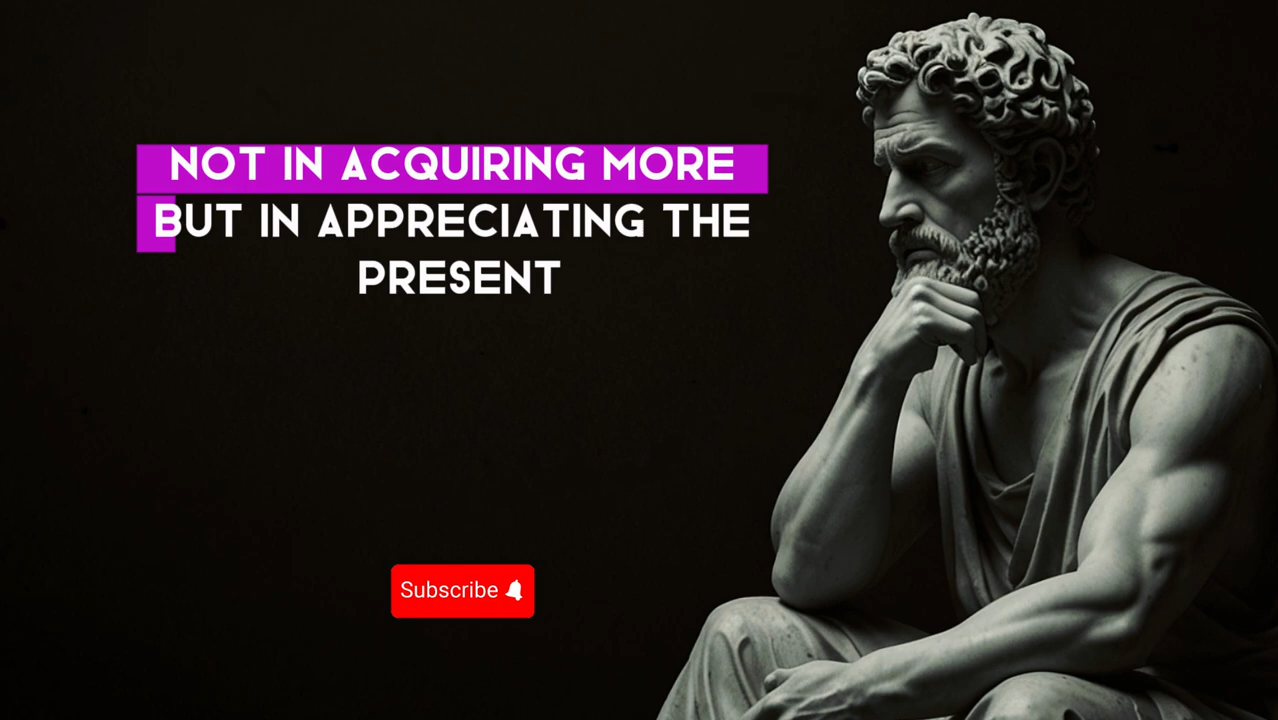 NOT IN ACQUIRING MORE
BUT IN APPRECIATING THE
PRESENT
Subscribe